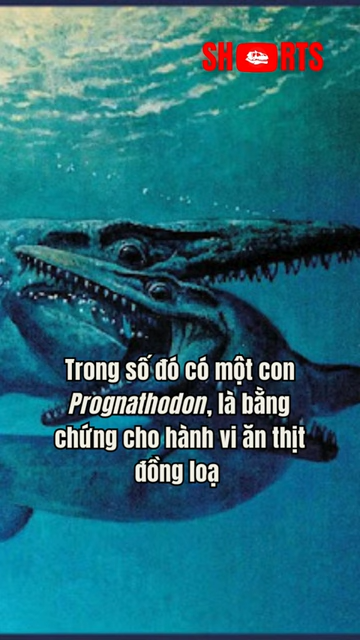 SHORTS
Trong số đó có một con
Prognathodon, là bằng
chứng cho hành vi ăn thịt
đồng loạ